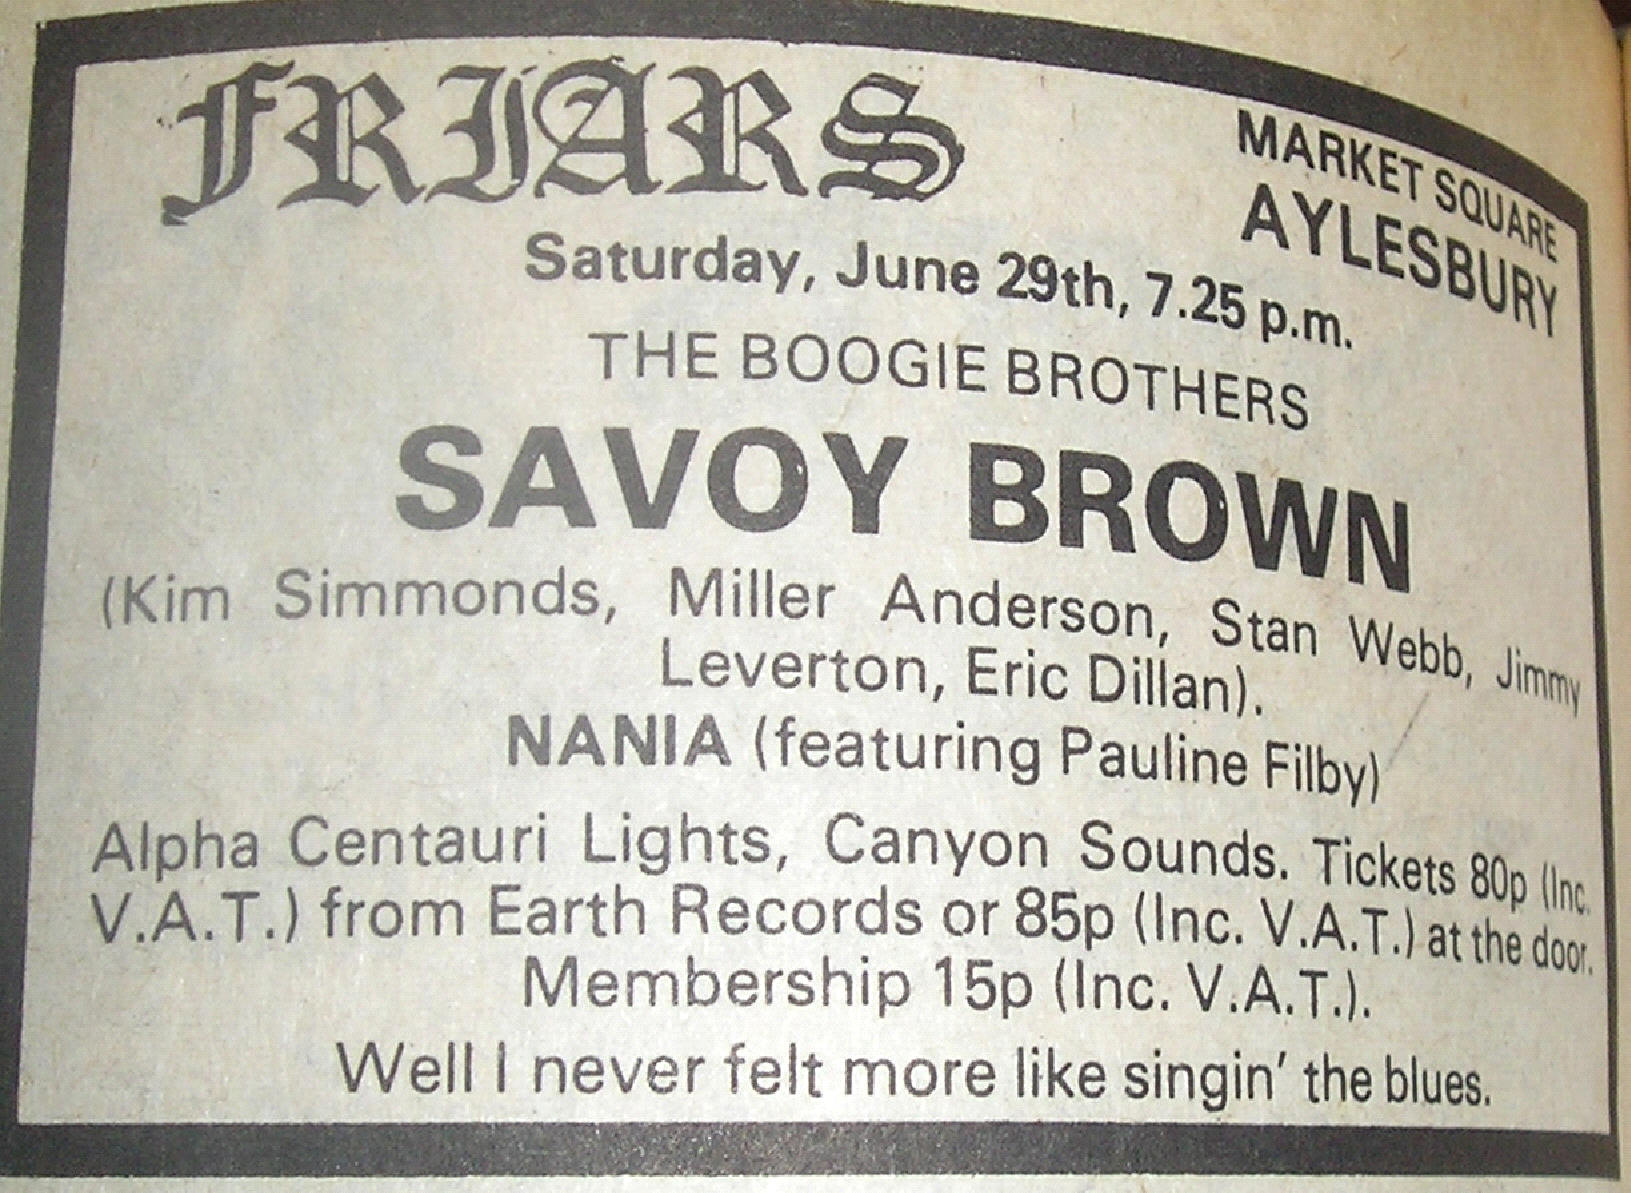 FRIARS
MARKET SQUARE
AYLESBURY
Saturday, June 29th, 7.25 p.m.
THE BOOGIE BROTHERS
SAVOY BROWN
(Kim Simmonds, Miller Anderson, Stan Webb, Jimmy
Leverton, Eric Dillan).
NANIA (featuring Pauline Filby)
Alpha Centauri Lights, Canyon Sounds. Tickets 80p (Inc.
V.A.T.) from Earth Records or 85p (Inc. V.A.T.) at the door.
Membership 15p (Inc. V.A.T.).
Well I never felt more like singin' the blues.